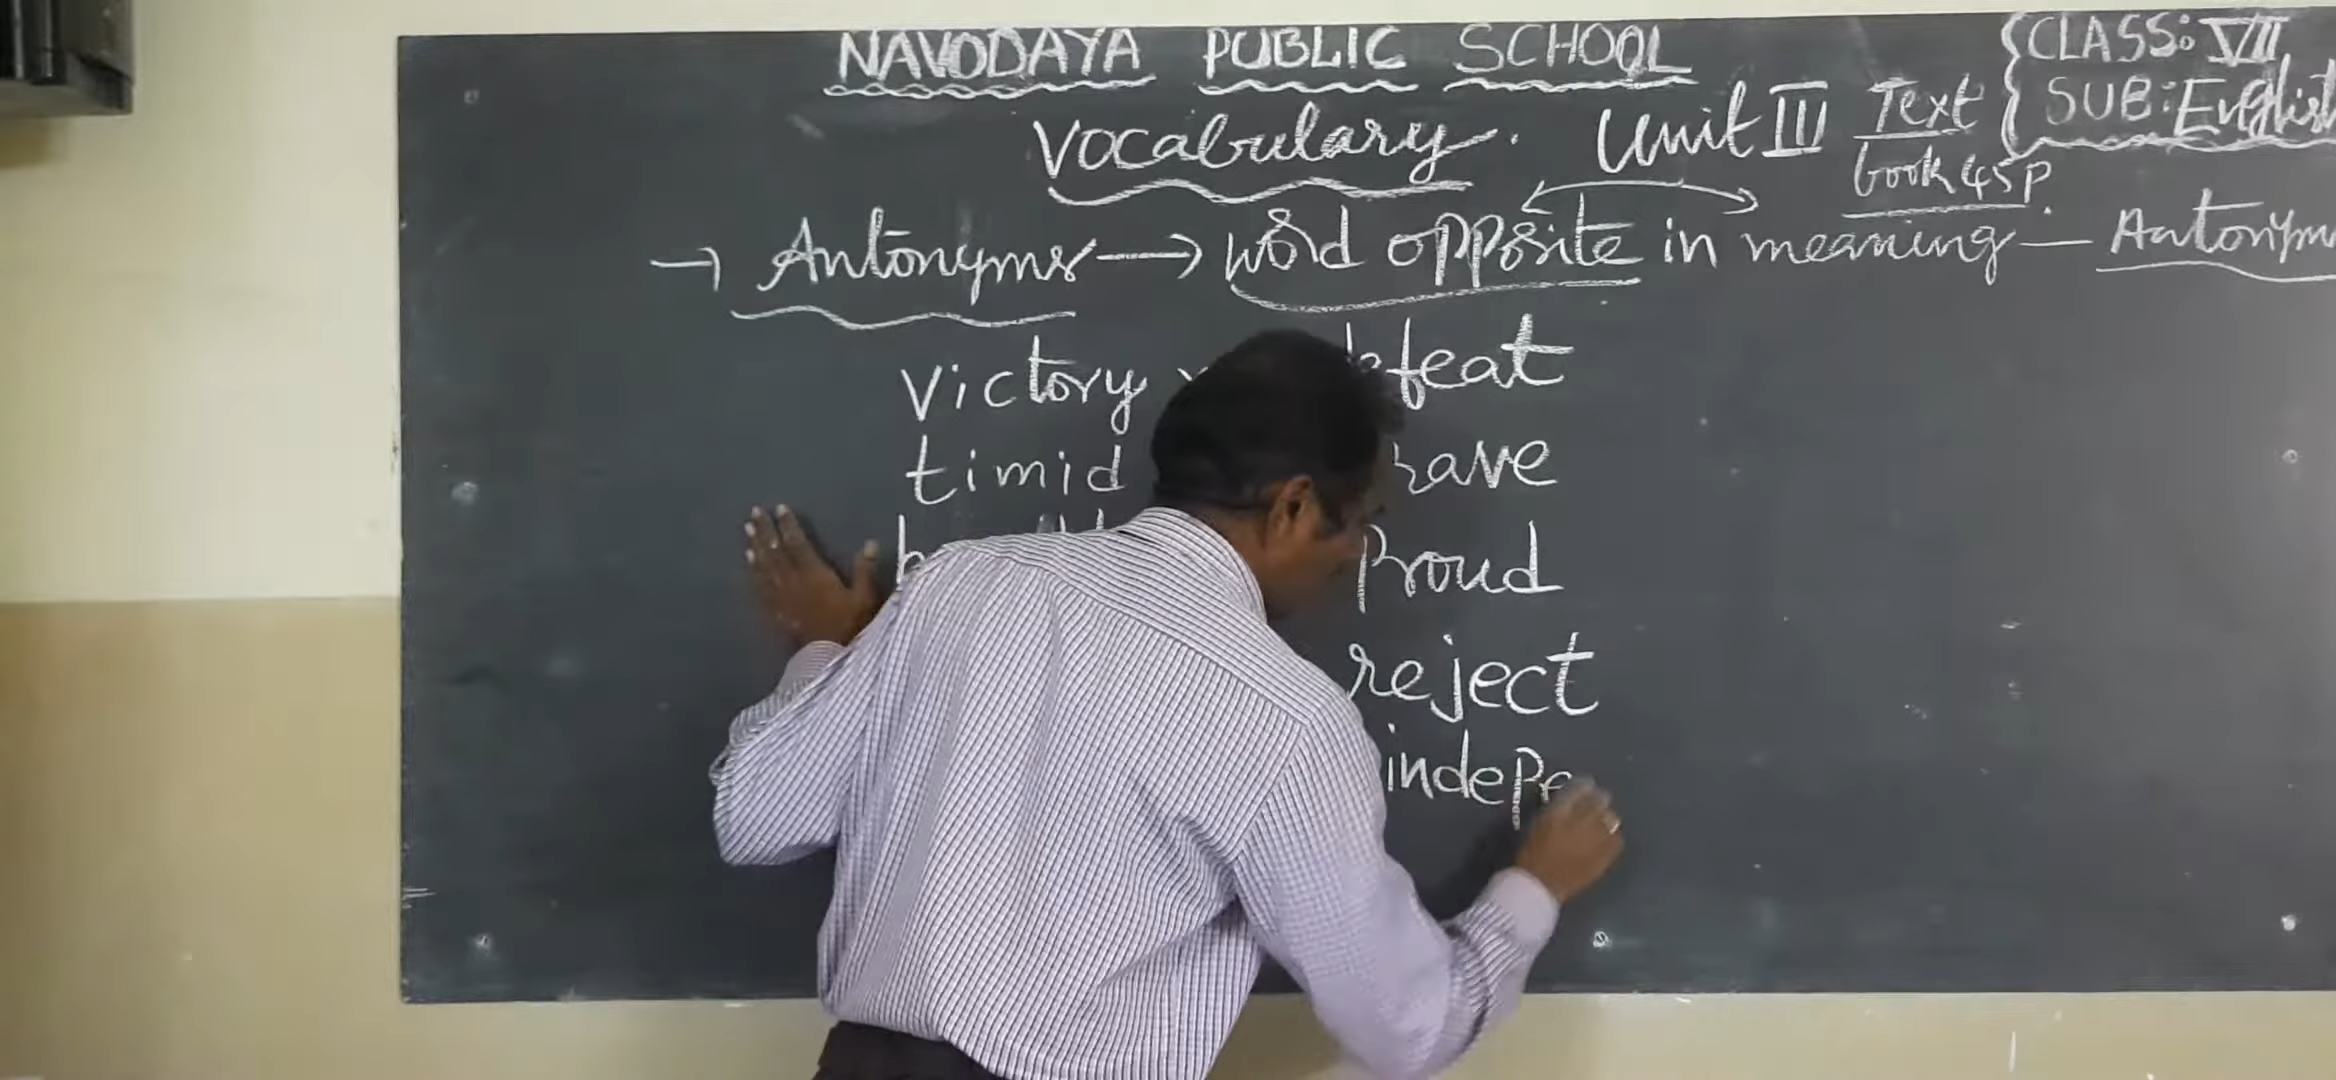 NAVODAYA PUBLIC SCHOOL
{CLASS: VII
SUB: English
Vocabulary. Unit III Text book 45 P.
→ Antonyms → word opposite in meaning — Antonym
victory
timid
proud
reject